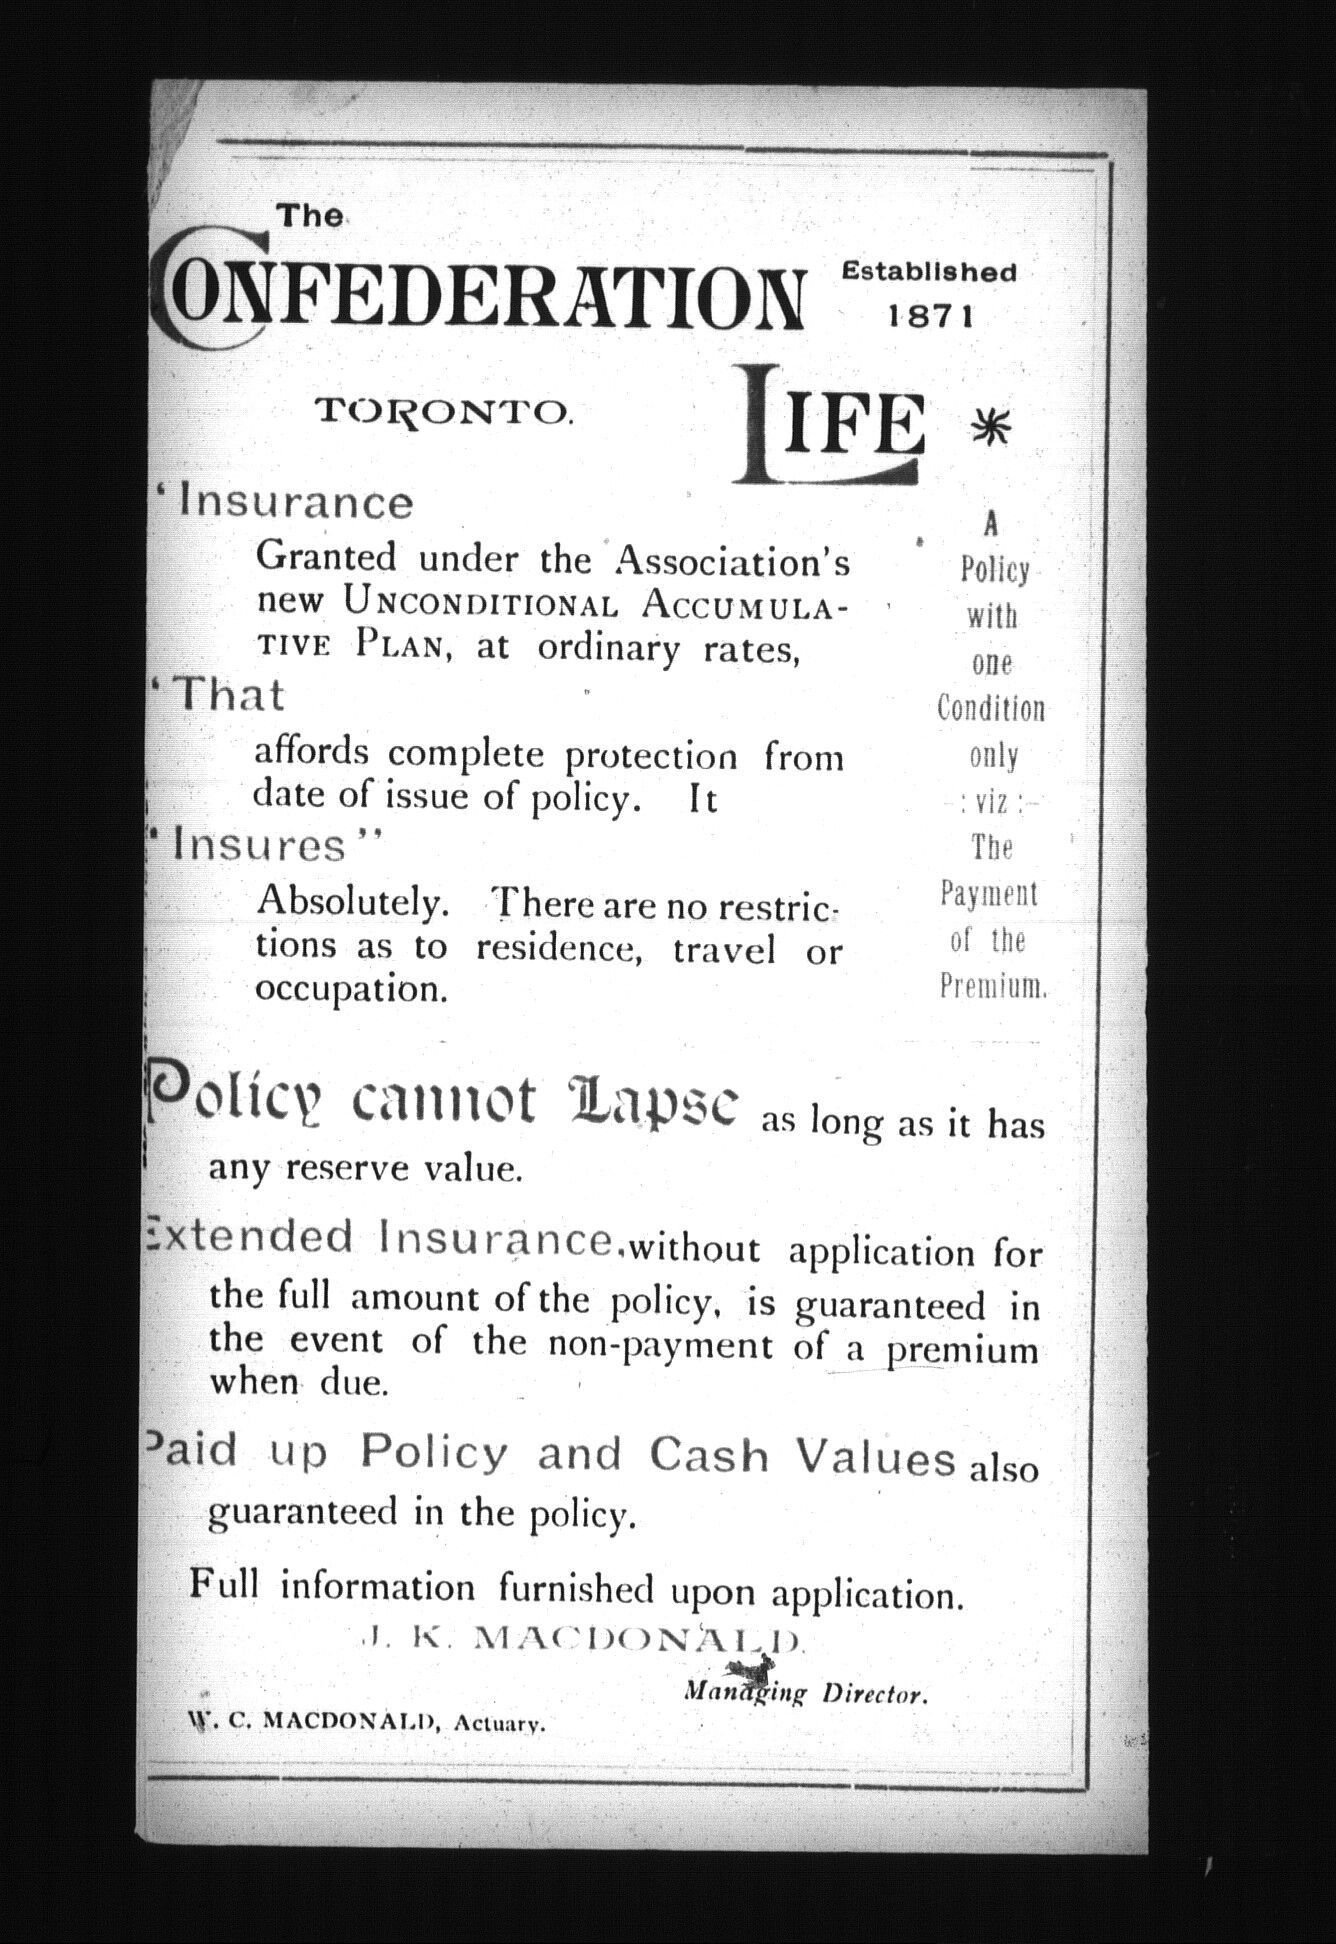 The
CONFEDERATION
Established
1871
TORONTO.
LIFE
‘Insurance
Granted under the Association's
new UNCONDITIONAL ACCUMULA-
TIVE PLAN, at ordinary rates,
‘That
affords complete protection from
date of issue of policy. It
‘Insures”
Absolutely. There are no restric-
tions as to residence, travel or
occupation.
A
Policy
with
one
Condition
only
: viz :-
The
Payment
of the
Premium.
Policy cannot Lapse as long as it has
any reserve value.
Extended Insurance, without application for
the full amount of the policy, is guaranteed in
the event of the non-payment of a premium
when due.
Paid up Policy and Cash Values also
guaranteed in the policy.
Full information furnished upon application.
J. K. MACDONALD.
Managing Director.
W. C. MACDONALD, Actuary.